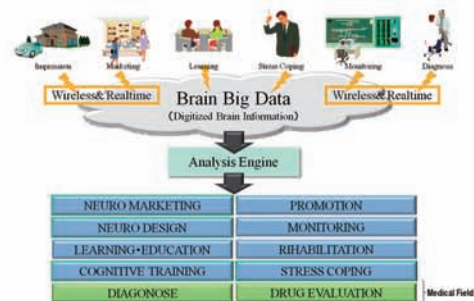 Impression Marketing Learning Stress Coping Monitoring Diagnosis
Wireless&Realtime Wireless&Realtime
Brain Big Data
(Digitized Brain Information)
Analysis Engine
NEURO MARKETING PROMOTION
NEURO DESIGN MONITORING
LEARNING•EDUCATION RIHABILITATION
COGNITIVE TRAINING STRESS COPING
DIAGONOSE DRUG EVALUATION
Medical Field